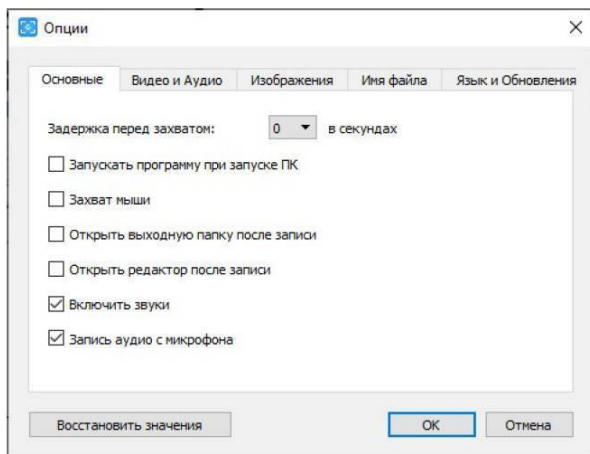 Опции
Основные Видео и Аудио Изображения Имя файла Язык и Обновления
Задержка перед захватом: 0 в секундах
Запускать программу при запуске ПК
Захват мыши
Открыть выходную папку после записи
Открыть редактор после записи
Включить звуки
Запись аудио с микрофона
Восстановить значения ОК Отмена